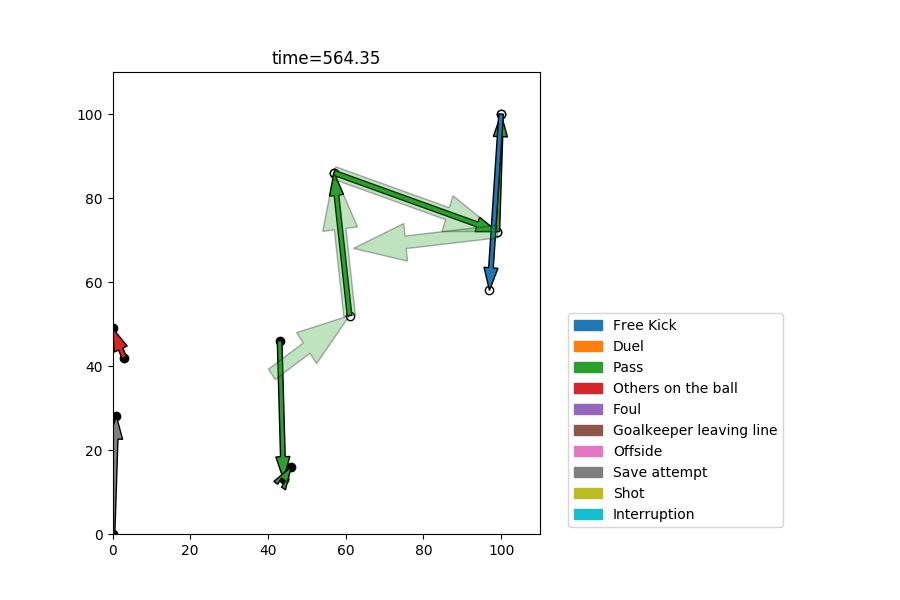 time=564.35
100
80
60
40
20
0
0 20 40 60 80 100
Free Kick
Duel
Pass
Others on the ball
Foul
Goalkeeper leaving line
Offside
Save attempt
Shot
Interruption